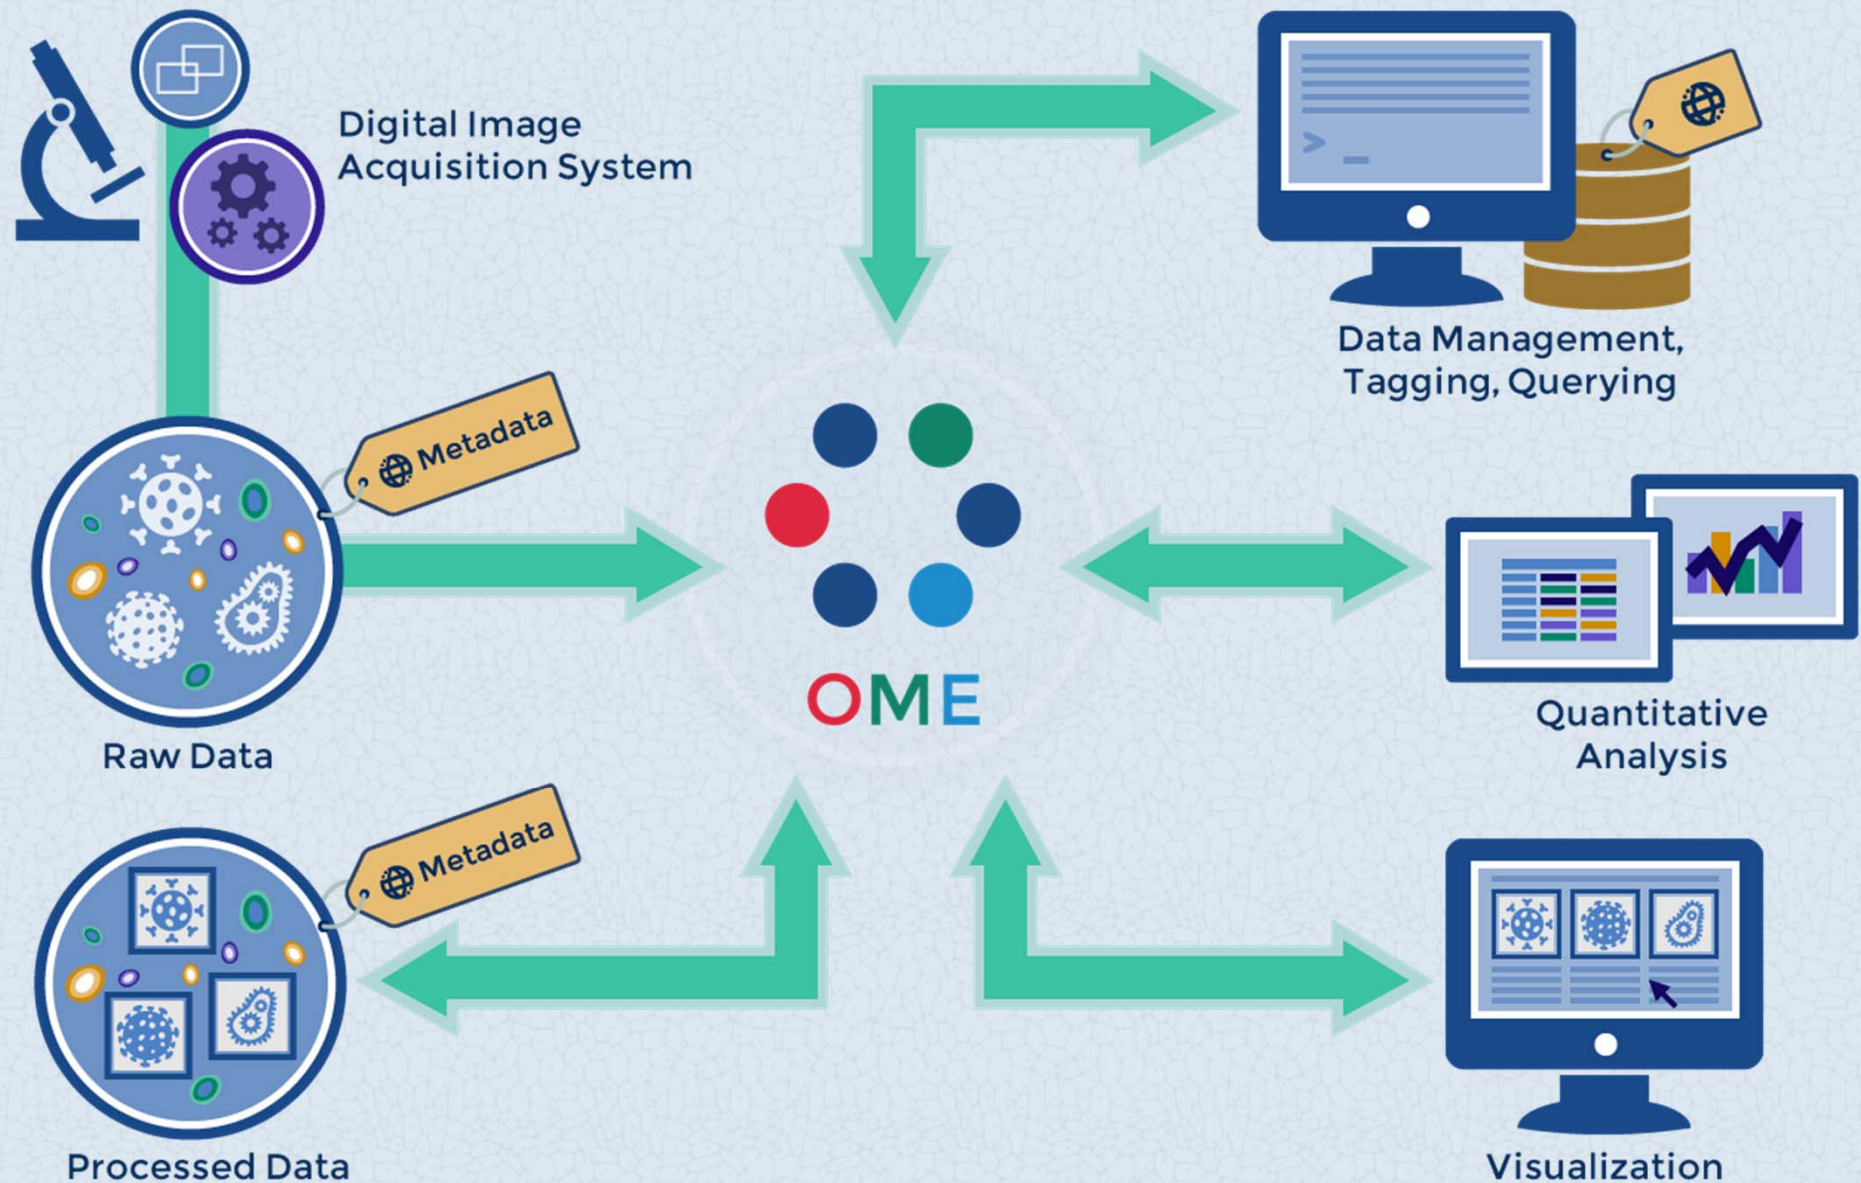 Digital Image
Acquisition System
Metadata
Raw Data
Metadata
Processed Data
OME
>_
Data Management,
Tagging, Querying
Quantitative
Analysis
Visualization